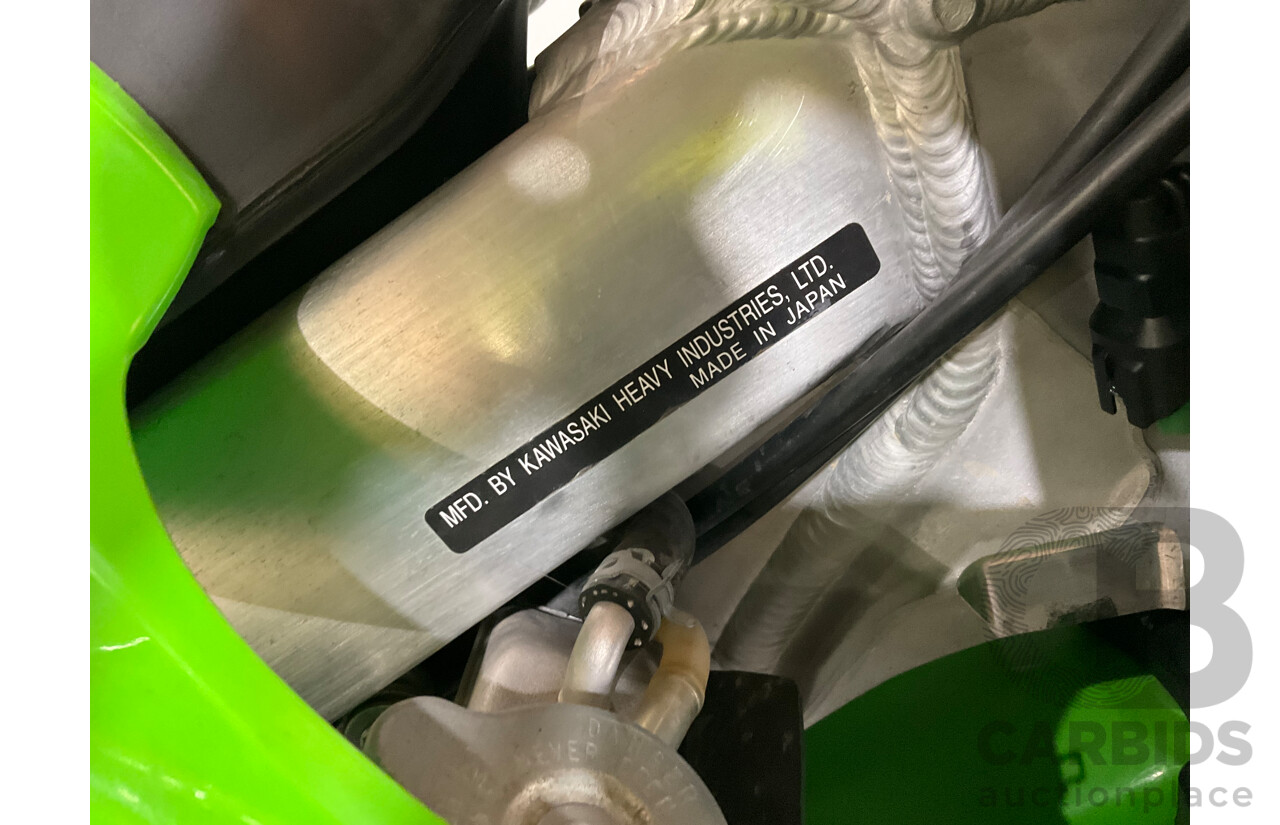 MFD. BY KAWASAKI HEAVY INDUSTRIES, LTD.
MADE IN JAPAN
CARBIDS
auctionplace